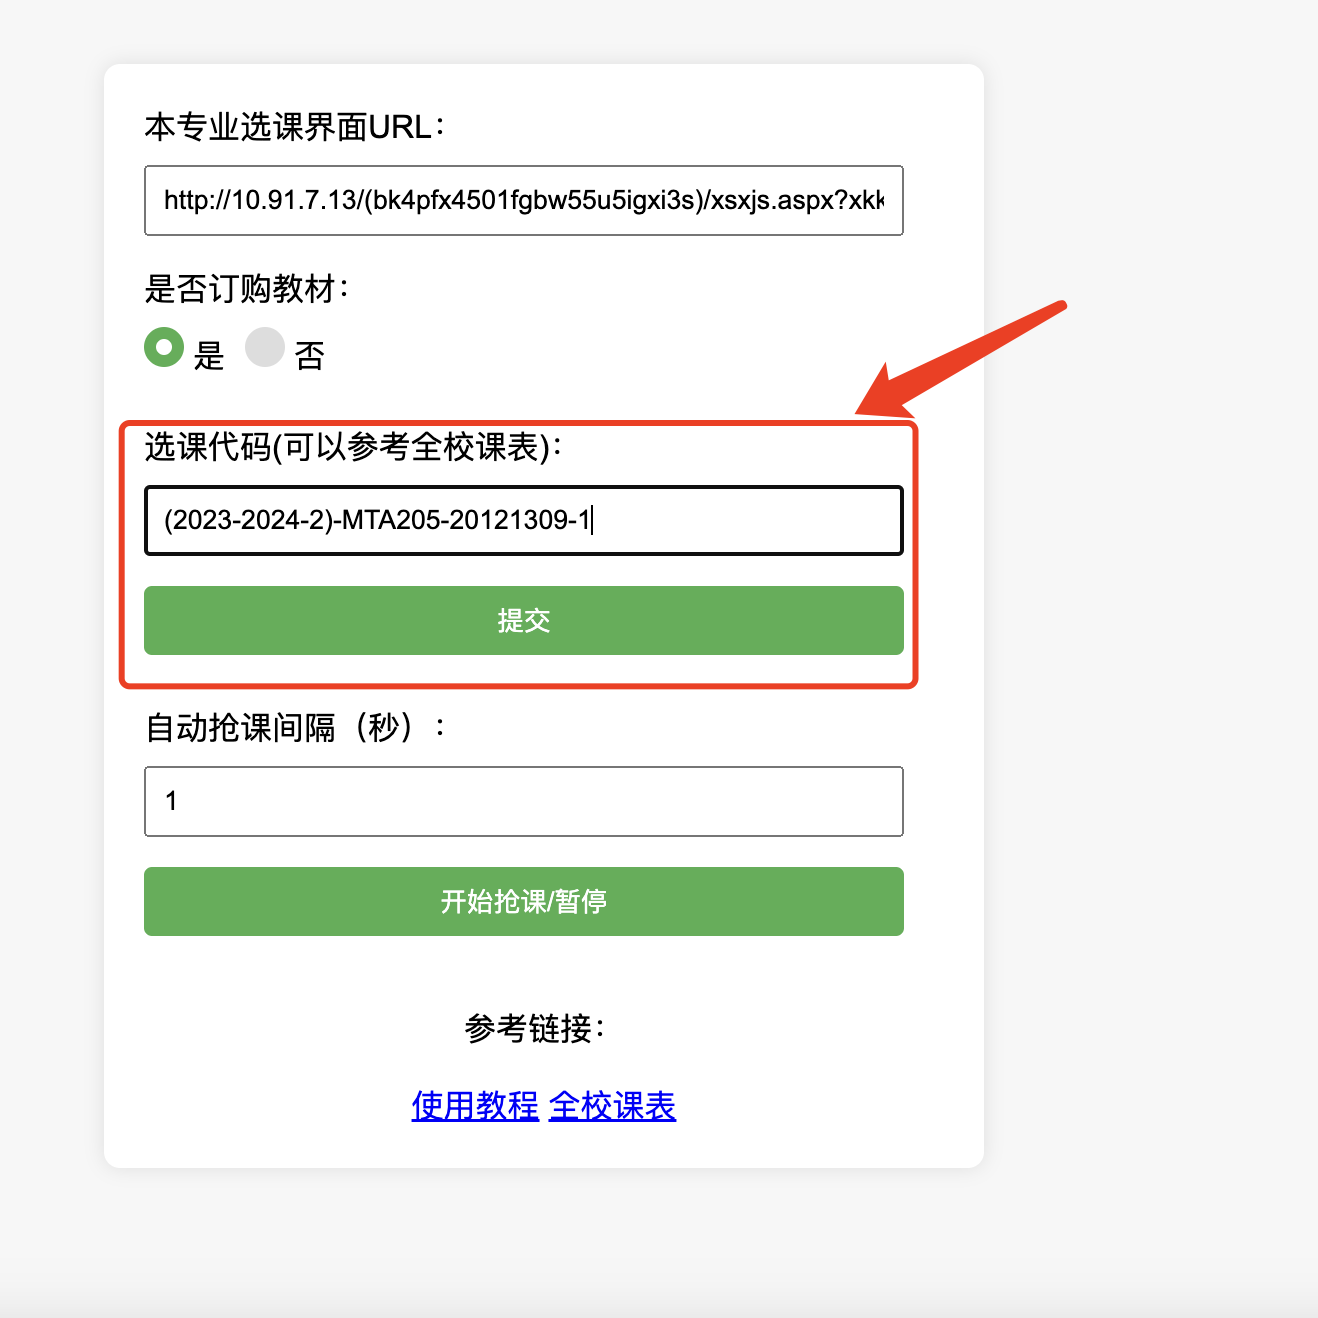 本专业选课界面URL：
http://10.91.7.13/(bk4pfx4501fgbw55u5igxi3s)/xsxjs.aspx?xkk
是否订购教材：
是 否
选课代码(可以参考全校课表)：
(2023-2024-2)-MTA205-20121309-1
提交
自动抢课间隔（秒）：
1
开始抢课/暂停
参考链接：
使用教程 全校课表